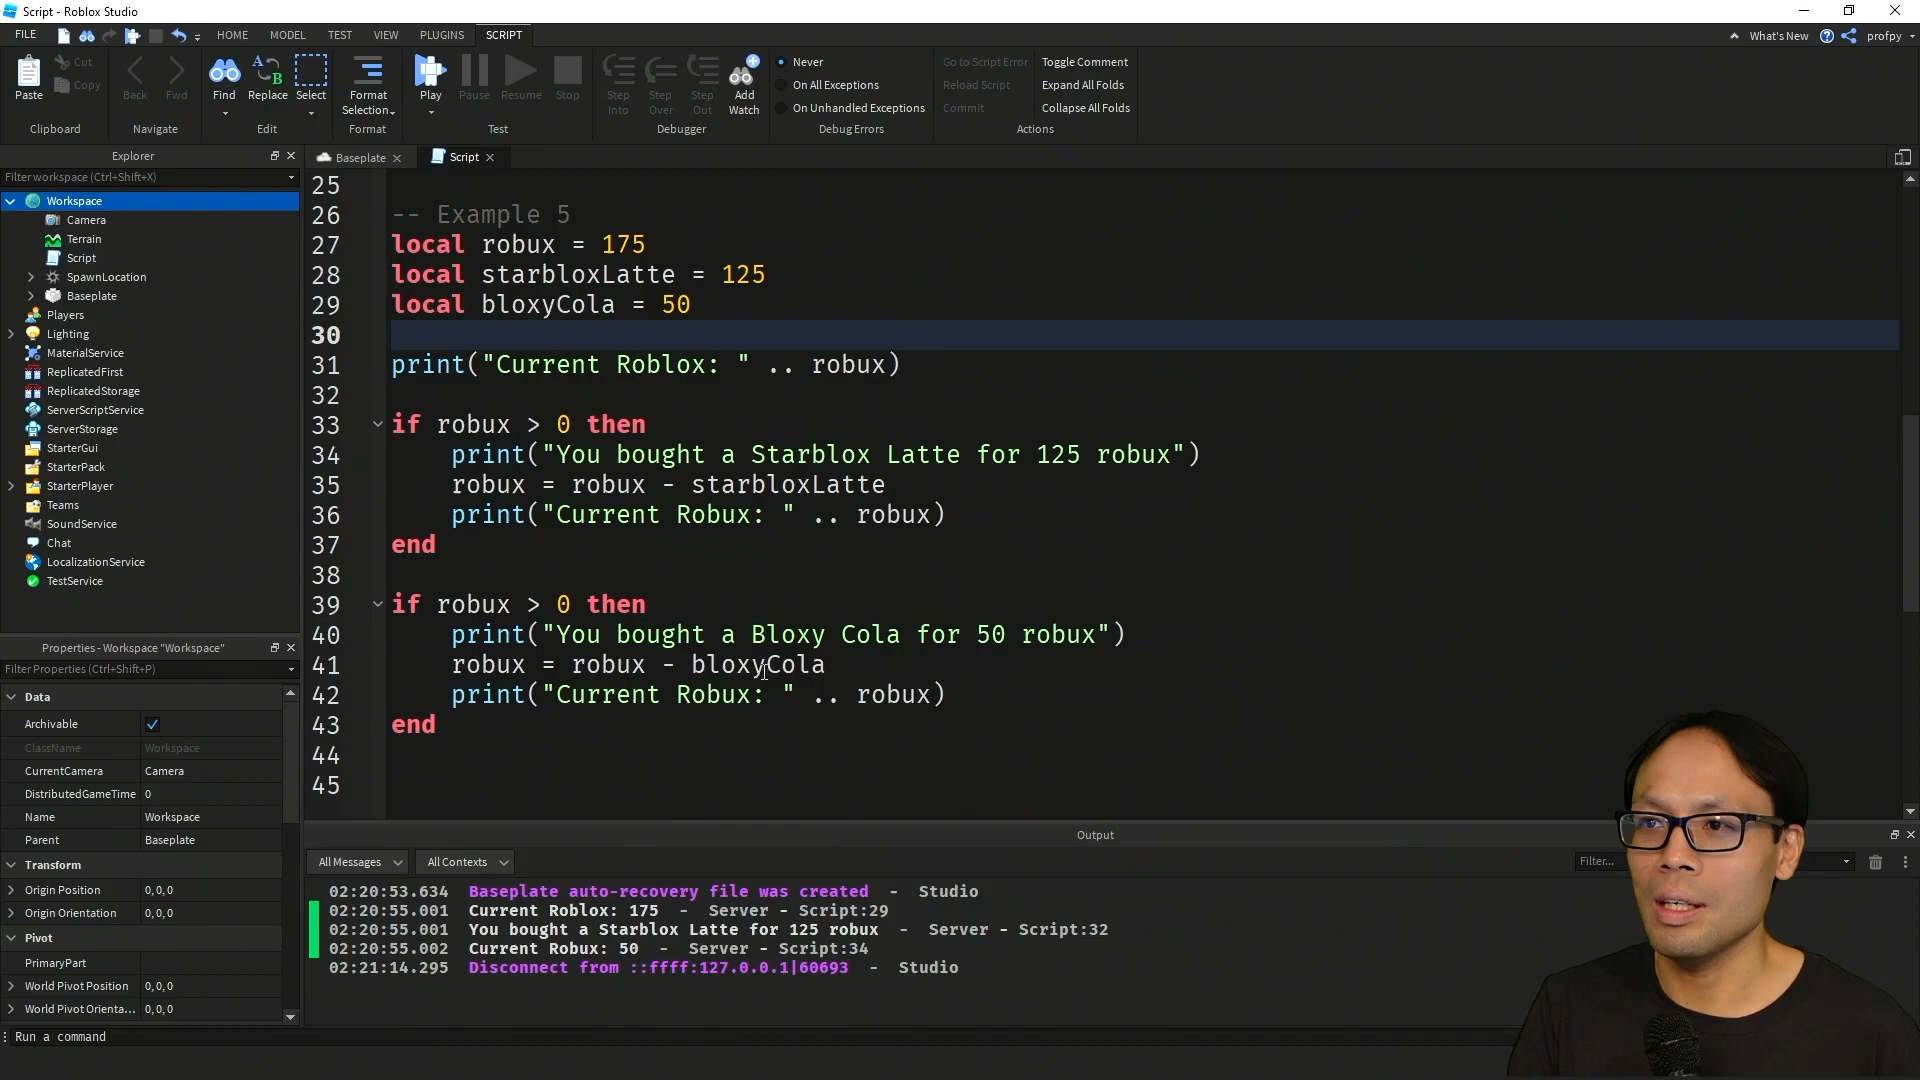 Script - Roblox Studio
FILE HOME MODEL TEST VIEW PLUGINS SCRIPT What's New profpy
Paste Cut Copy Back Fwd Find Replace Select Format Selection Play Pause Resume Stop Step Into Step Over Step Out Add Watch
Never
On All Exceptions
On Unhandled Exceptions
Go to Script Error
Reload Script
Commit
Toggle Comment
Expand All Folds
Collapse All Folds
Clipboard Navigate Edit Format Test Debugger Debug Errors Actions
Explorer
Filter workspace (Ctrl+Shift+X)
Workspace
Camera
Terrain
Script
SpawnLocation
Baseplate
Players
Lighting
MaterialService
ReplicatedFirst
ReplicatedStorage
ServerScriptService
ServerStorage
StarterGui
StarterPack
StarterPlayer
Teams
SoundService
Chat
LocalizationService
TestService
Properties - Workspace "Workspace"
Filter Properties (Ctrl+Shift+P)
Data
Archivable
ClassName Workspace
CurrentCamera Camera
DistributedGameTime 0
Name Workspace
Parent Baseplate
Transform
Origin Position 0, 0, 0
Origin Orientation 0, 0, 0
Pivot
PrimaryPart
World Pivot Position 0, 0, 0
World Pivot Orienta... 0, 0, 0
Baseplate Script
25
26 -- Example 5
27 local robux = 175
28 local starbloxLatte = 125
29 local bloxyCola = 50
30
31 print("Current Roblox: " .. robux)
32
33 if robux > 0 then
34 print("You bought a Starblox Latte for 125 robux")
35 robux = robux - starbloxLatte
36 print("Current Robux: " .. robux)
37 end
38
39 if robux > 0 then
40 print("You bought a Bloxy Cola for 50 robux")
41 robux = robux - bloxyCola
42 print("Current Robux: " .. robux)
43 end
44
45
Output
All Messages All Contexts Filter...
02:20:53.634 Baseplate auto-recovery file was created - Studio
02:20:55.001 Current Roblox: 175 - Server - Script:29
02:20:55.001 You bought a Starblox Latte for 125 robux - Server - Script:32
02:20:55.002 Current Robux: 50 - Server - Script:34
02:21:14.295 Disconnect from ::ffff:127.0.0.1|60693 - Studio
Run a command